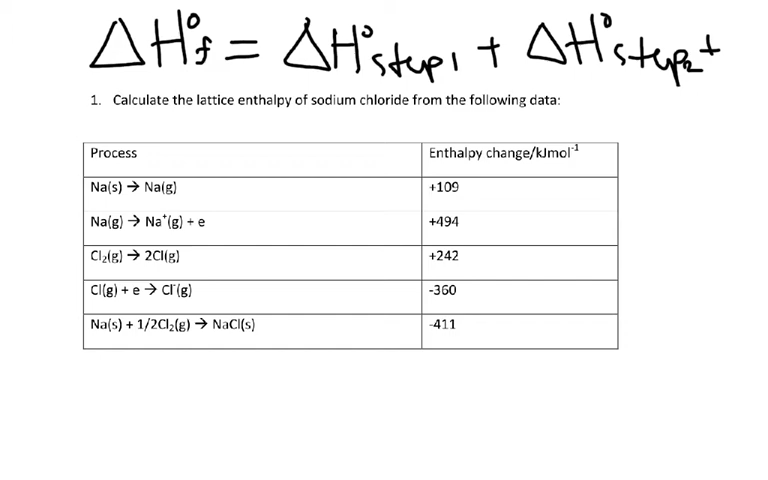 ΔH°f = ΔH°step1 + ΔH°step2 +
1. Calculate the lattice enthalpy of sodium chloride from the following data:
Process Enthalpy change/kJmol⁻¹
Na(s) → Na(g) +109
Na(g) → Na⁺(g) + e +494
Cl₂(g) → 2Cl(g) +242
Cl(g) + e → Cl⁻(g) -360
Na(s) + 1/2Cl₂(g) → NaCl(s) -411